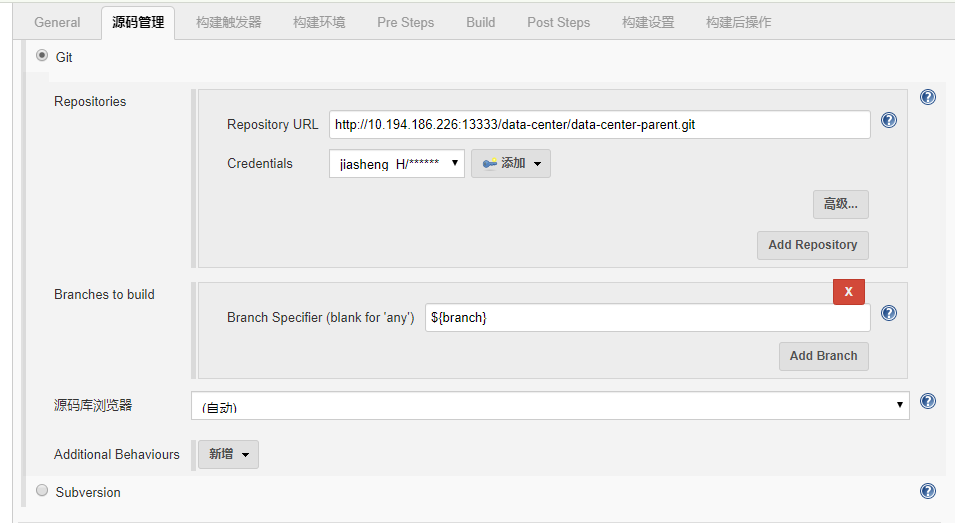 General 源码管理 构建触发器 构建环境 Pre Steps Build Post Steps 构建设置 构建后操作
Git
Repositories
Repository URL http://10.194.186.226:13333/data-center/data-center-parent.git
Credentials jiasheng_H/****** 添加
高级...
Add Repository
Branches to build
X
Branch Specifier (blank for 'any') ${branch}
Add Branch
源码库浏览器 (自动)
Additional Behaviours 新增
Subversion